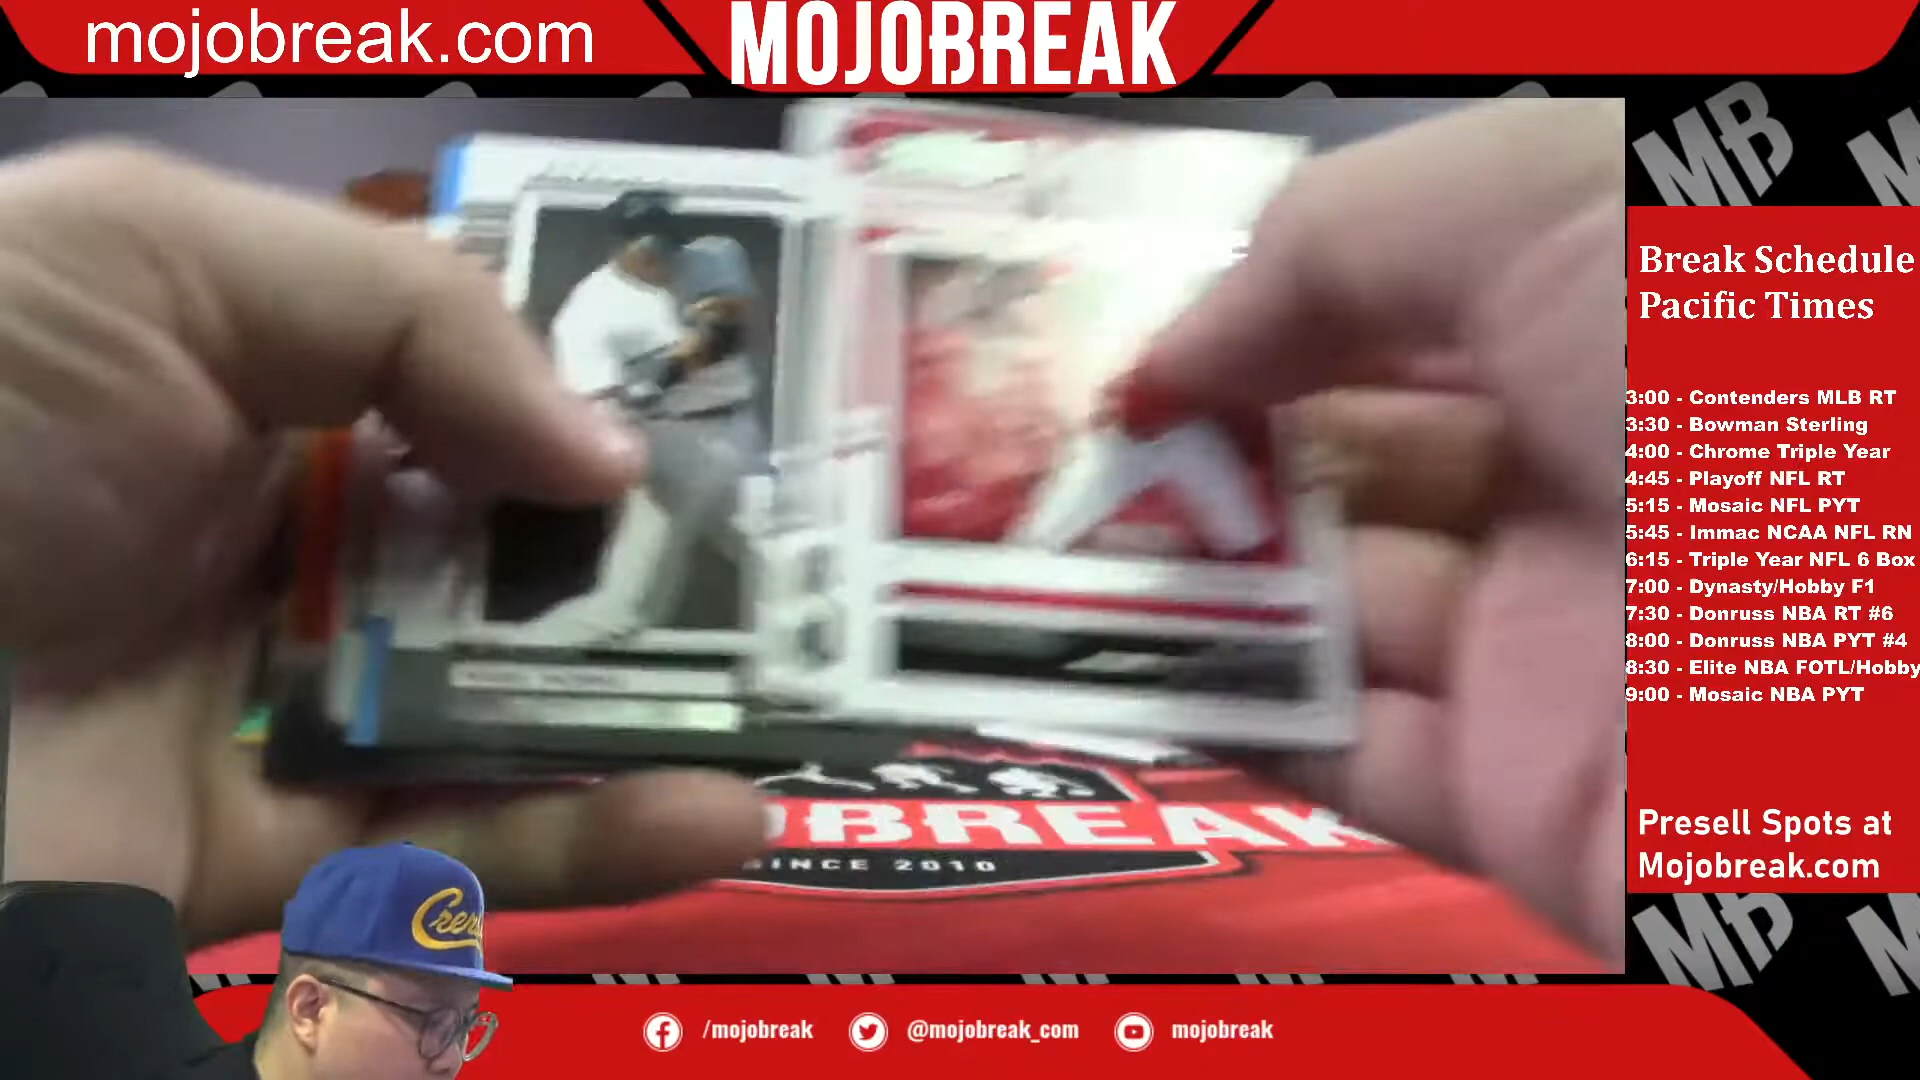 mojobreak.com
MOJOBREAK
Break Schedule
Pacific Times
3:00 - Contenders MLB RT
3:30 - Bowman Sterling
4:00 - Chrome Triple Year
4:45 - Playoff NFL RT
5:15 - Mosaic NFL PYT
5:45 - Immac NCAA NFL RN
6:15 - Triple Year NFL 6 Box
7:00 - Dynasty/Hobby F1
7:30 - Donruss NBA RT #6
8:00 - Donruss NBA PYT #4
8:30 - Elite NBA FOTL/Hobby
9:00 - Mosaic NBA PYT
Presell Spots at
Mojobreak.com
MB
MB
OBREAK
SINCE 2010
/mojobreak
@mojobreak_com
mojobreak